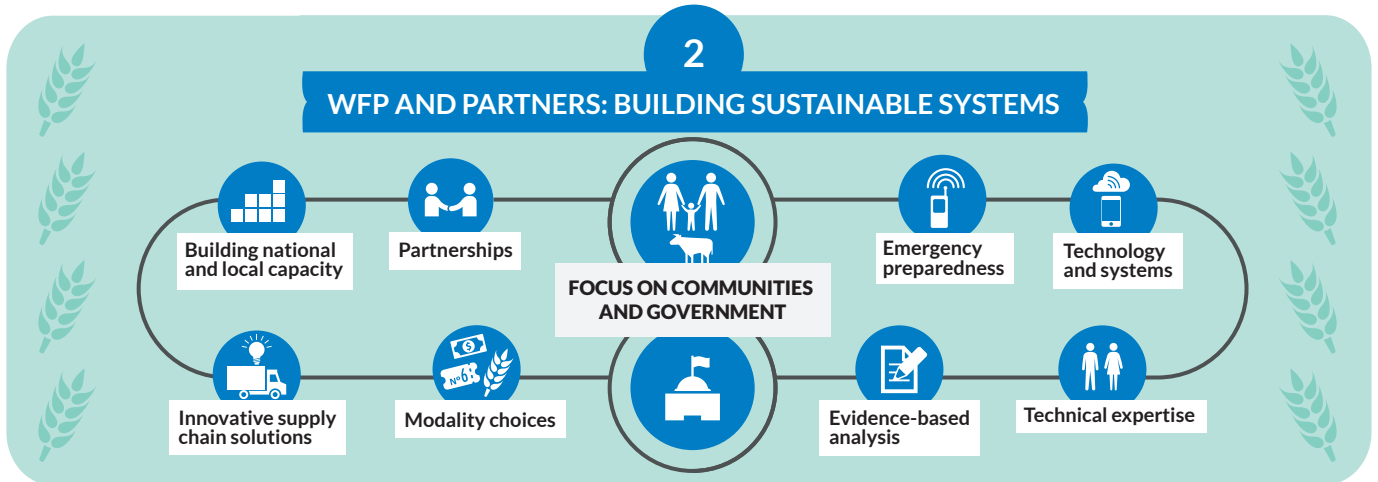 2
WFP AND PARTNERS: BUILDING SUSTAINABLE SYSTEMS
Building national
and local capacity
Partnerships
FOCUS ON COMMUNITIES
AND GOVERNMENT
Emergency
preparedness
Technology
and systems
Innovative supply
chain solutions
$
Nº6
Modality choices
Evidence-based
analysis
Technical expertise